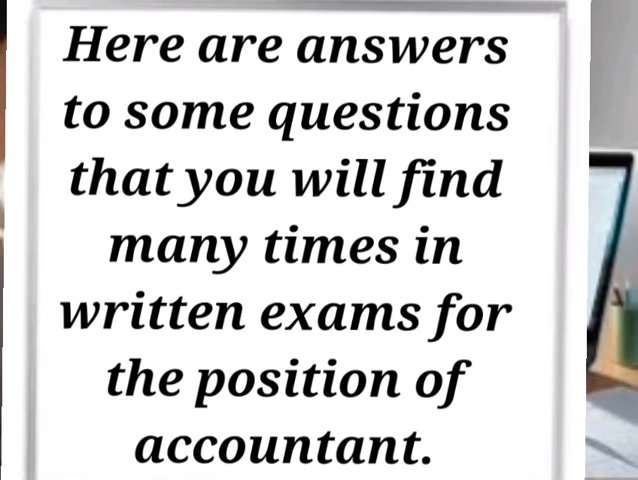 Here are answers
to some questions
that you will find
many times in
written exams for
the position of
accountant.